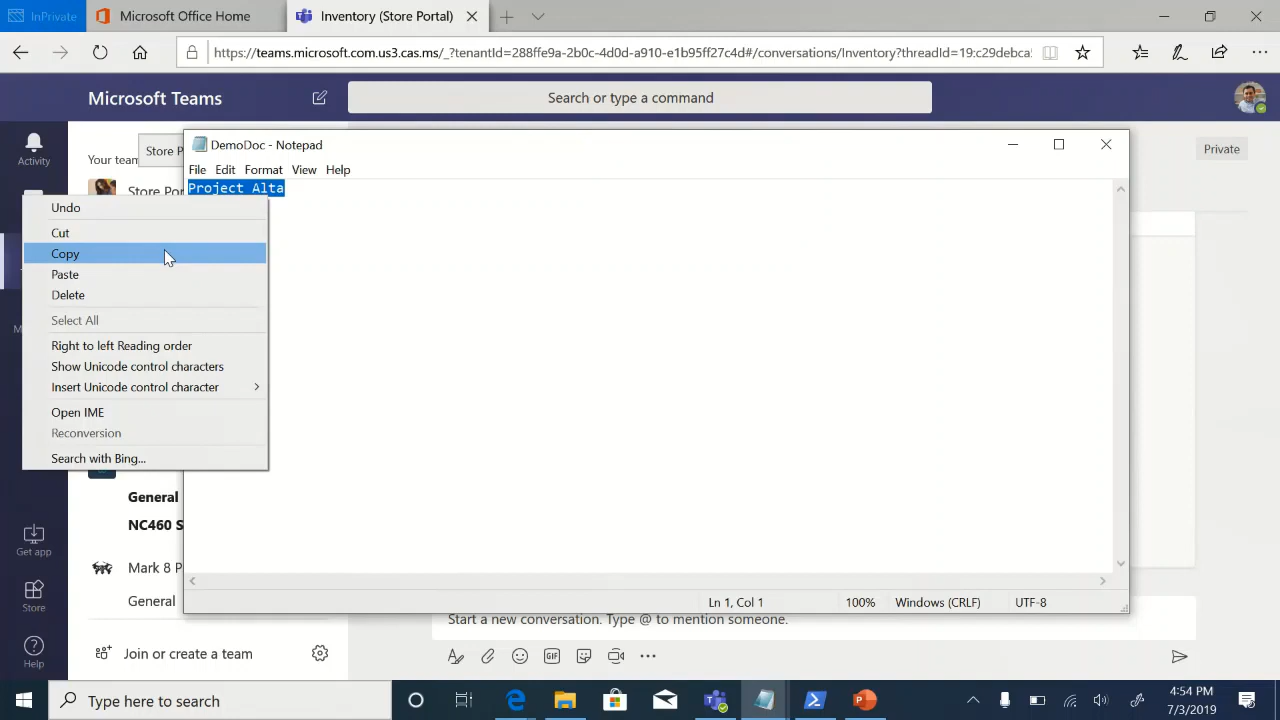 InPrivate
Microsoft Office Home
Inventory (Store Portal)
https://teams.microsoft.com.us3.cas.ms/_?tenantId=288ffe9a-2b0c-4d0d-a910-e1b95ff27c4d#/conversations/Inventory?threadId=19:c29debca
Microsoft Teams
Search or type a command
Activity
Your team
Store P
Store Por
Private
DemoDoc - Notepad
File Edit Format View Help
Project Alta
Undo
Cut
Copy
Paste
Delete
Select All
Right to left Reading order
Show Unicode control characters
Insert Unicode control character
Open IME
Reconversion
Search with Bing...
M
General
NC460 S
Get app
Mark 8 P
General
Store
Ln 1, Col 1
100%
Windows (CRLF)
UTF-8
Start a new conversation. Type @ to mention someone.
Help
Join or create a team
GIF
Type here to search
4:54 PM
7/3/2019